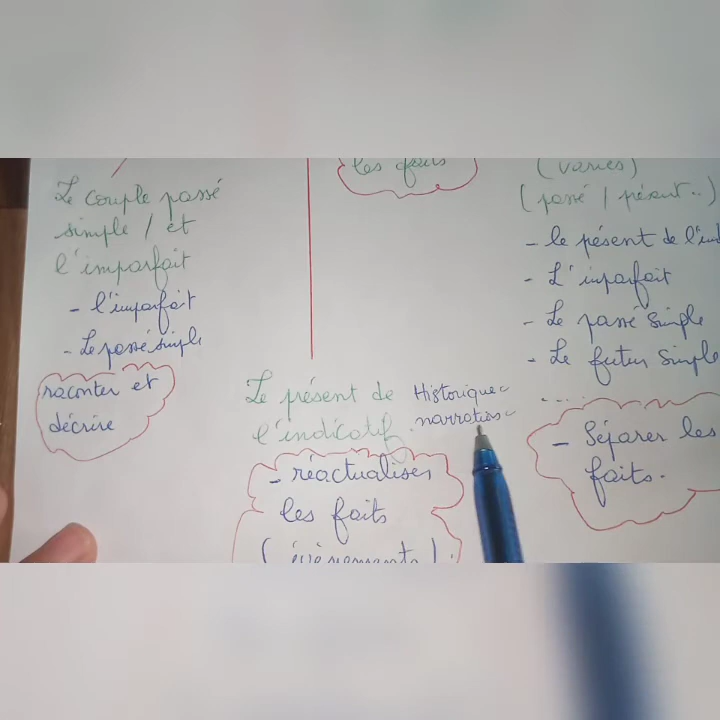 Le couple passé
simple / et
l'imparfait
- l'imparfait
- Le passé simple
raconter et
décrire
les faits
Le présent de
l'indicatif
Historique
narration
- réactualiser
les faits
(évènements).
(variés)
(passé / présent..)
- le présent de l'ind
- L'imparfait
- Le passé simple
- Le futur simple
....
- Séparer les
faits.